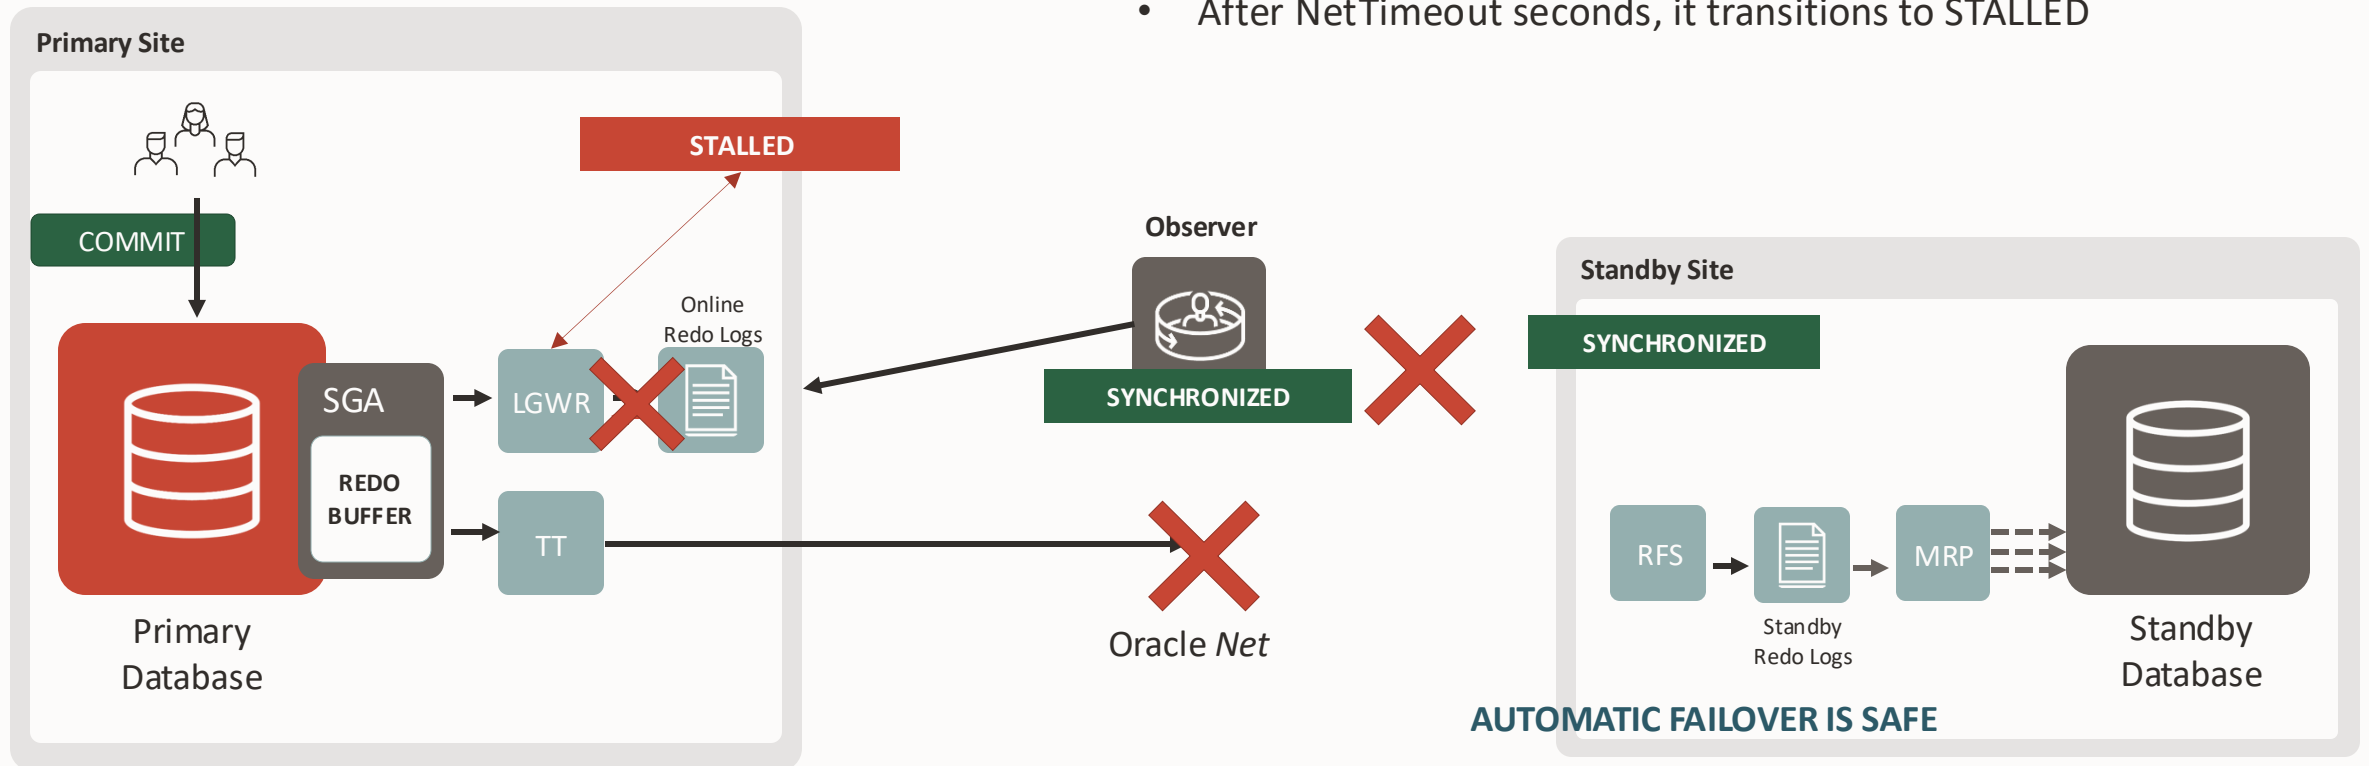 • After NetTimeout seconds, it transitions to STALLED
Primary Site
STALLED
COMMIT
Online
Redo Logs
SGA
LGWR
REDO
BUFFER
TT
Primary
Database
Observer
SYNCHRONIZED
Oracle Net
Standby Site
SYNCHRONIZED
RFS
MRP
Standby
Redo Logs
Standby
Database
AUTOMATIC FAILOVER IS SAFE